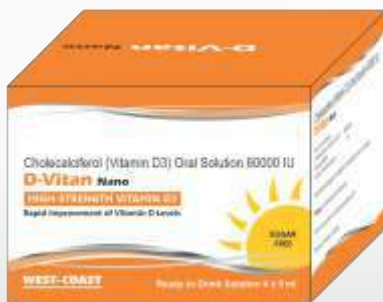 D-Vitan Nano
Cholecalciferol (Vitamin D3) Oral Solution 60000 IU
D-Vitan Nano
HIGH STRENGTH VITAMIN D3
Rapid Improvement of Vitamin D Levels
SUGAR
FREE
WEST-COAST
Ready to Drink Solution 4 x 5 ml